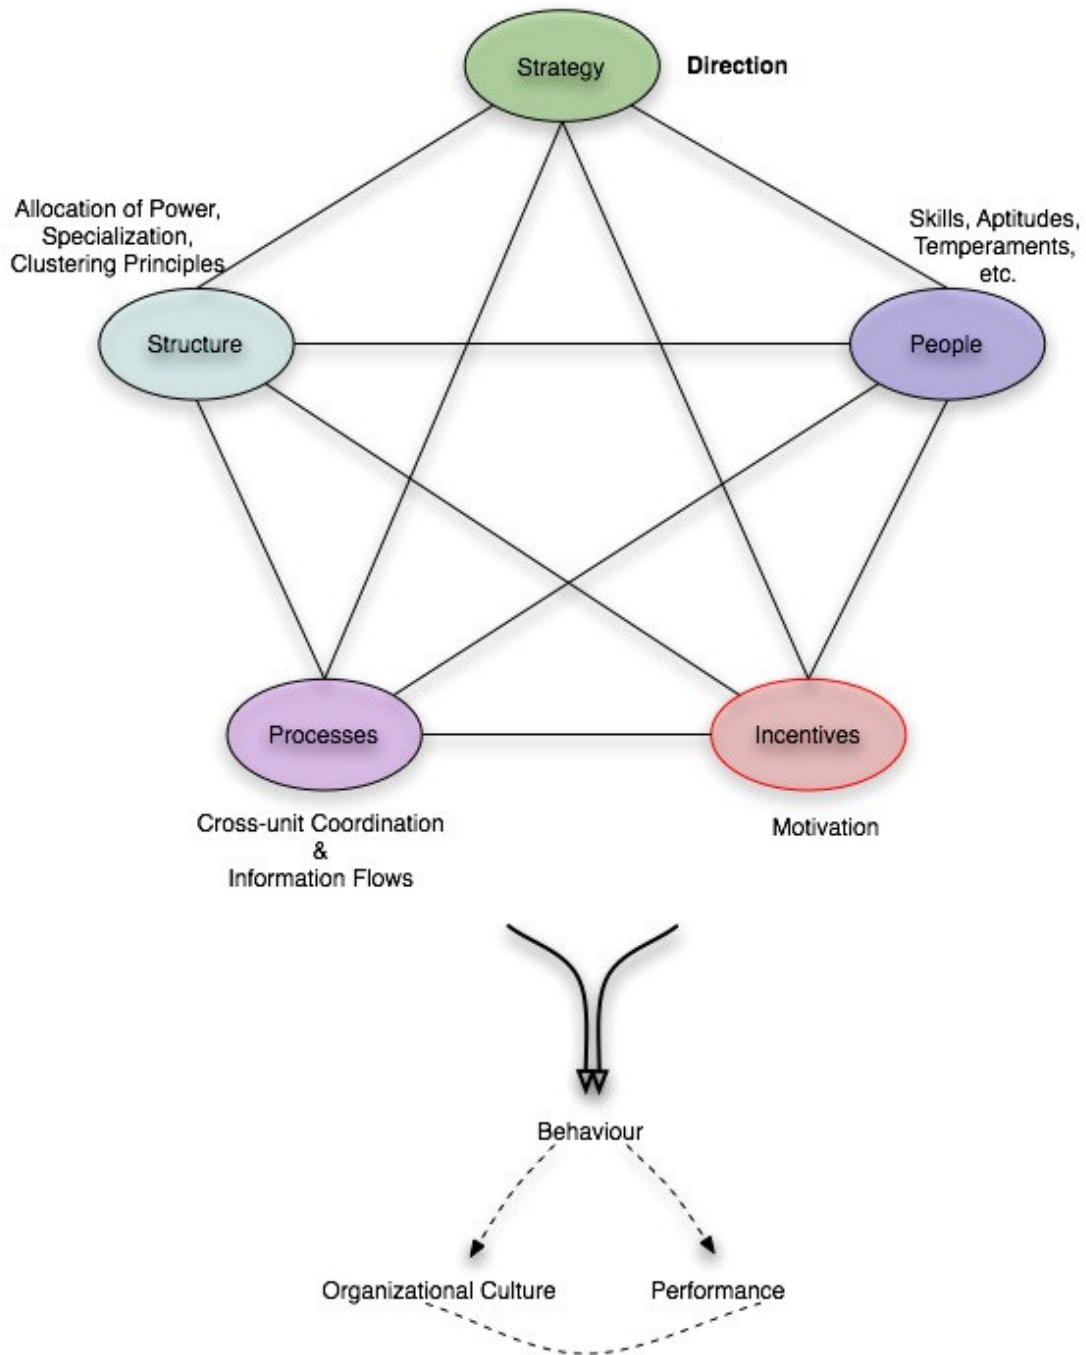 Strategy
Direction
Allocation of Power,
Specialization,
Clustering Principles
Skills, Aptitudes,
Temperaments,
etc.
Structure
People
Processes
Incentives
Cross-unit Coordination
&
Information Flows
Motivation
Behaviour
Organizational Culture
Performance